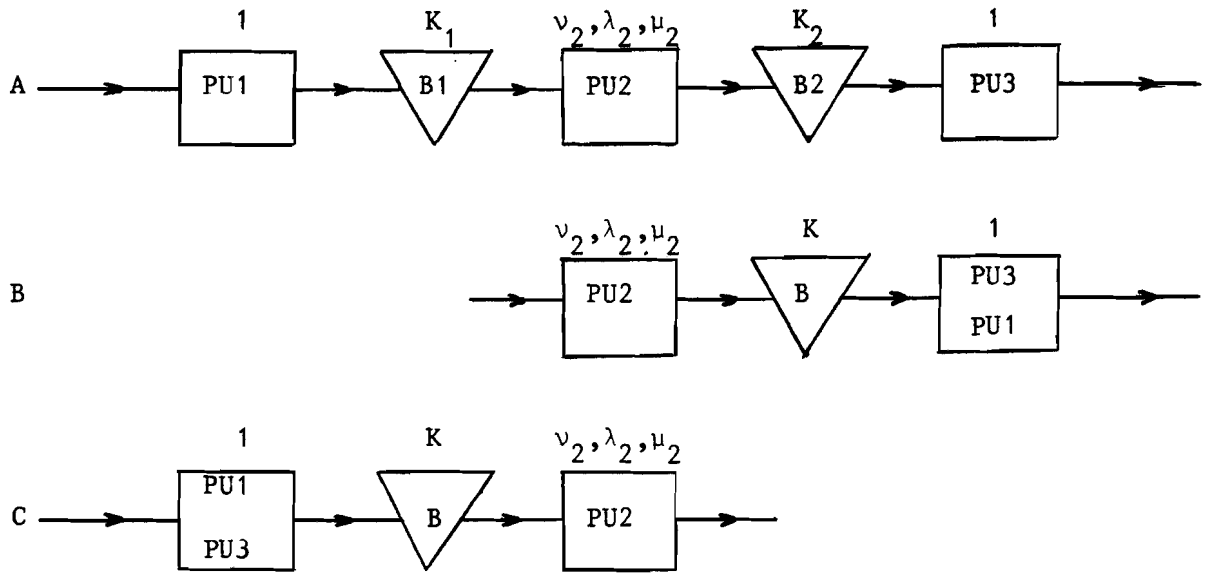 1 K₁ ν₂,λ₂,μ₂ K₂ 1
A PU1 B1 PU2 B2 PU3
ν₂,λ₂,μ₂ K 1
B PU2 B PU3
PU1
1 K ν₂,λ₂,μ₂
PU1
C B PU2
PU3